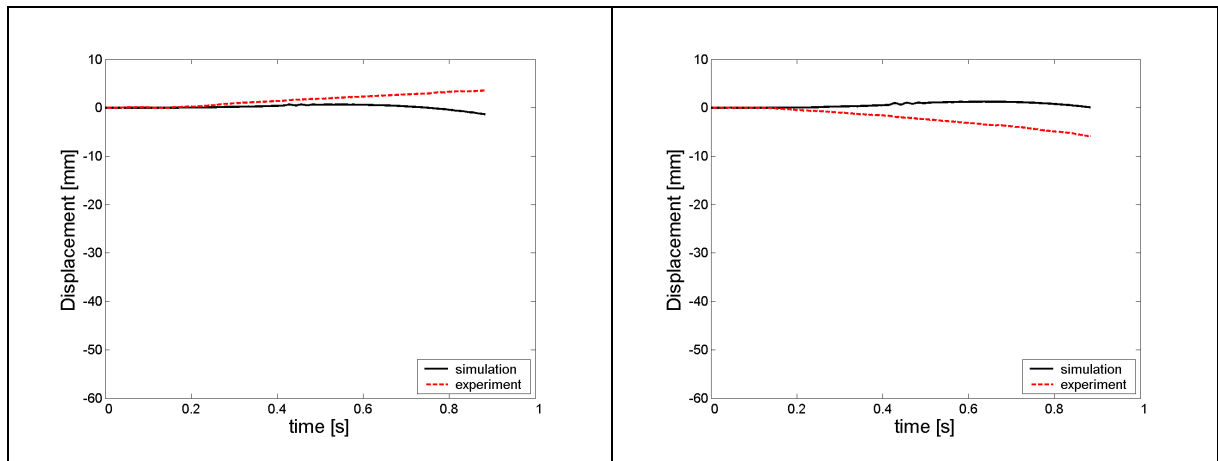 10
0
-10
-20
-30
-40
-50
-60
Displacement [mm]
0 0.2 0.4 0.6 0.8 1
time [s]
simulation
experiment
10
0
-10
-20
-30
-40
-50
-60
Displacement [mm]
0 0.2 0.4 0.6 0.8 1
time [s]
simulation
experiment